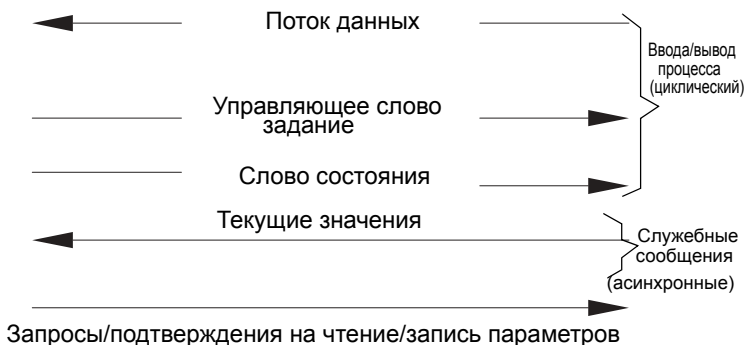 Поток данных
Ввода/вывод
процесса
(циклический)
Управляющее слово
задание
Слово состояния
Текущие значения
Служебные
сообщения
(асинхронные)
Запросы/подтверждения на чтение/запись параметров